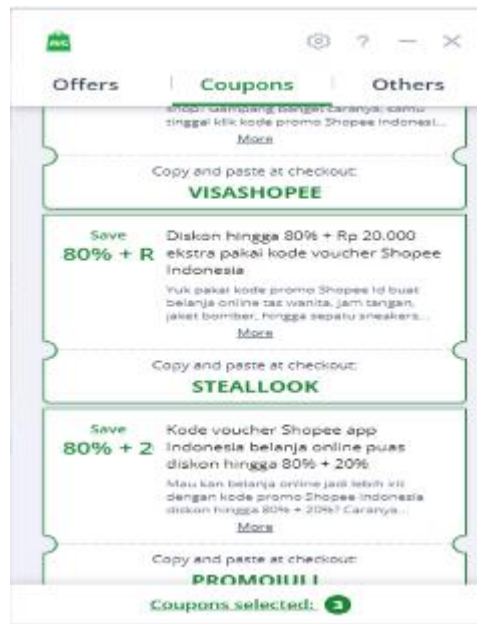 AVG
?
Offers
Coupons
Others
shop? Gampang banget caranya, kamu
tinggal klik kode promo Shopee Indonesi...
More
Copy and paste at checkout:
VISASHOPEE
Save
80% + R
Diskon hingga 80% + Rp 20.000
ekstra pakai kode voucher Shopee
Indonesia
Yuk pakai kode promo Shopee Id buat
belanja online tas wanita, jam tangan,
jaket bomber, hingga sepatu sneakers...
More
Copy and paste at checkout:
STEALLOOK
Save
80% + 2
Kode voucher Shopee app
Indonesia belanja online puas
diskon hingga 80% + 20%
Mau kan belanja online jadi lebih irit
dengan kode promo Shopee Indonesia
diskon hingga 80% + 20%? Caranya...
More
Copy and paste at checkout:
PROMOJULI
Coupons selected: 3